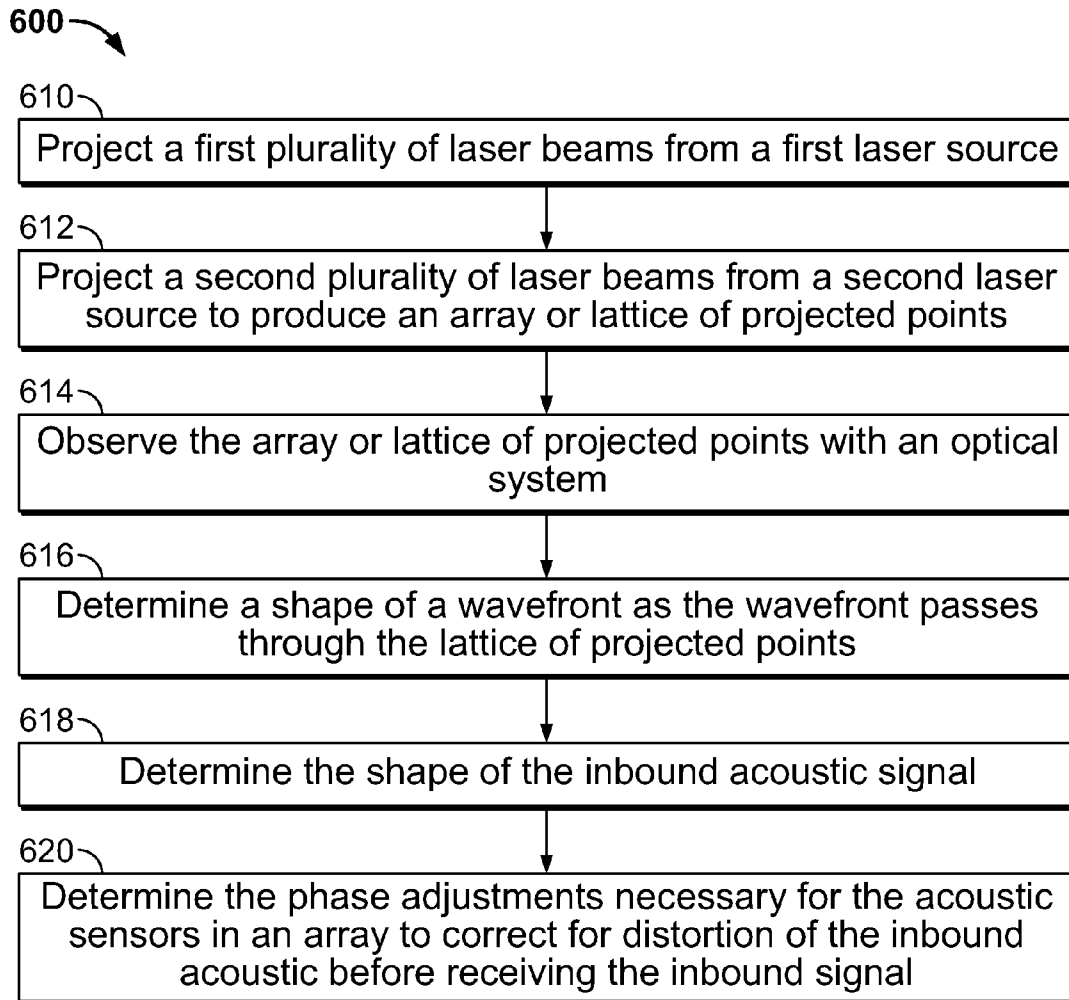 600
610
Project a first plurality of laser beams from a first laser source
612
Project a second plurality of laser beams from a second laser
source to produce an array or lattice of projected points
614
Observe the array or lattice of projected points with an optical
system
616
Determine a shape of a wavefront as the wavefront passes
through the lattice of projected points
618
Determine the shape of the inbound acoustic signal
620
Determine the phase adjustments necessary for the acoustic
sensors in an array to correct for distortion of the inbound
acoustic before receiving the inbound signal